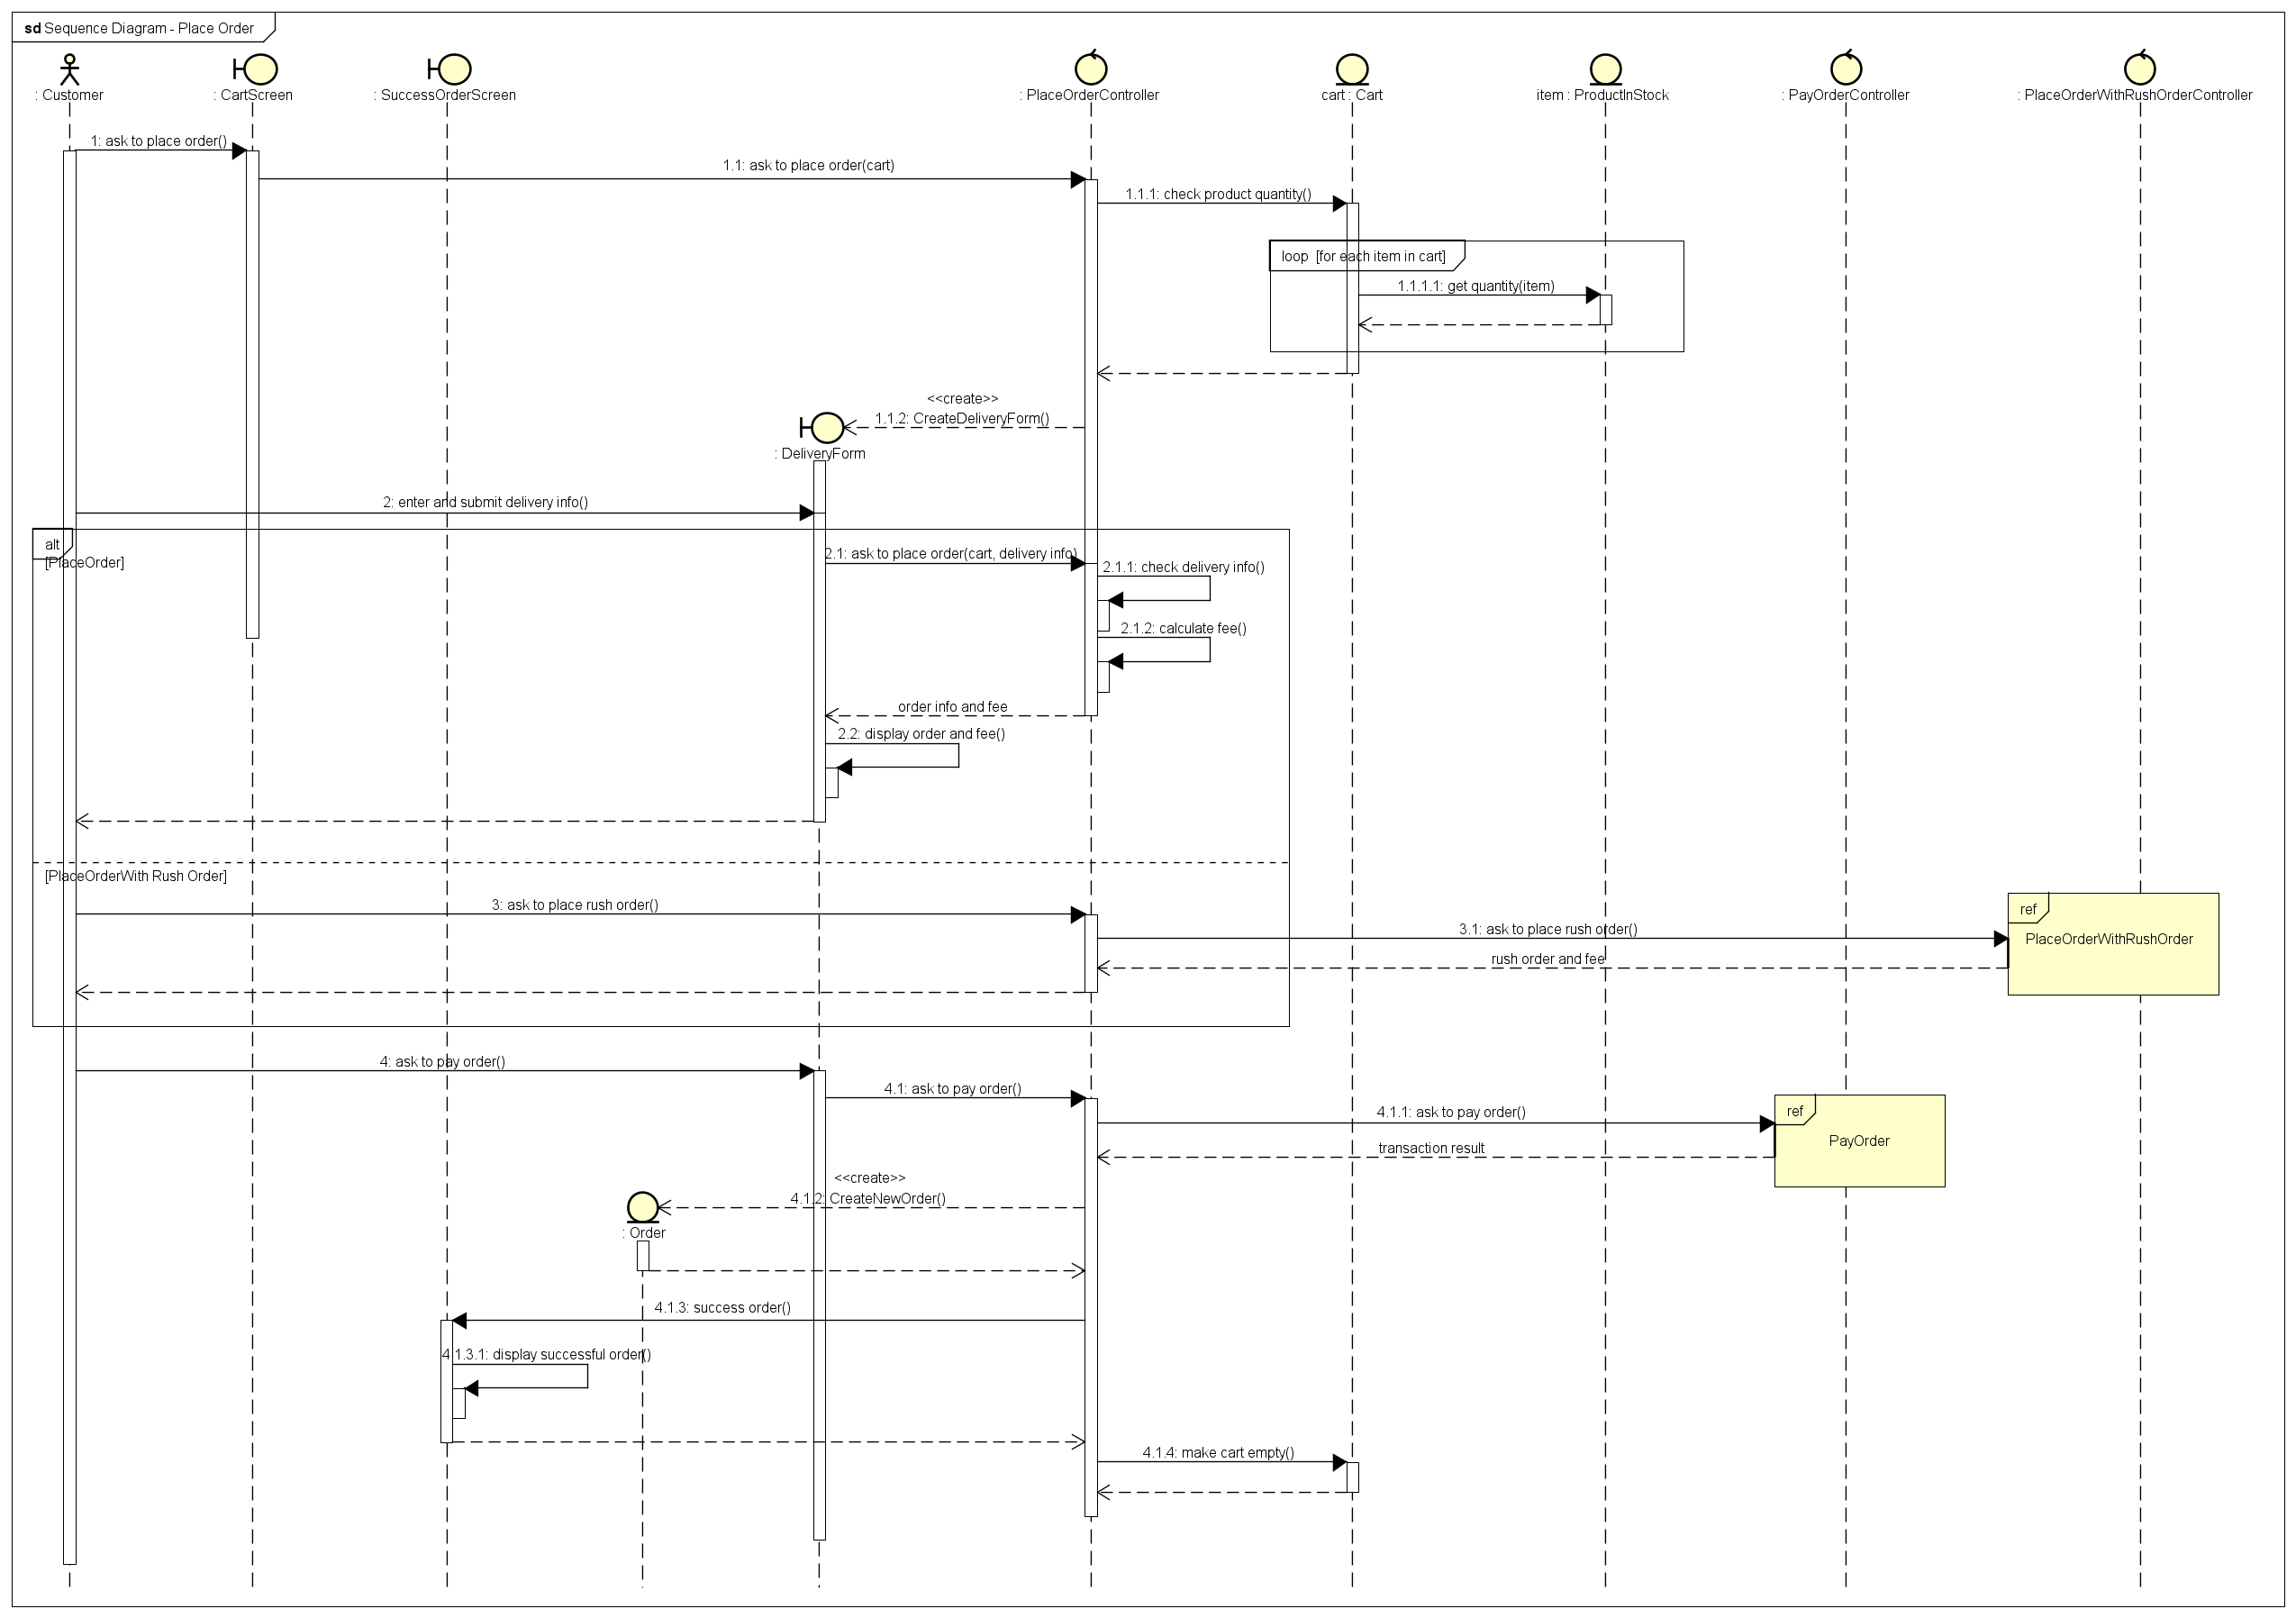 sd Sequence Diagram - Place Order
: Customer
: CartScreen
: SuccessOrderScreen
: PlaceOrderController
cart : Cart
item : ProductInStock
: PayOrderController
: PlaceOrderWithRushOrderController
1: ask to place order()
1.1: ask to place order(cart)
1.1.1: check product quantity()
loop [for each item in cart]
1.1.1.1: get quantity(item)
<<create>>
1.1.2: CreateDeliveryForm()
: DeliveryForm
2: enter and submit delivery info()
alt
[PlaceOrder]
2.1: ask to place order(cart, delivery info)
2.1.1: check delivery info()
2.1.2: calculate fee()
order info and fee
2.2: display order and fee()
[PlaceOrderWith Rush Order]
3: ask to place rush order()
ref
3.1: ask to place rush order()
PlaceOrderWithRushOrder
rush order and fee
4: ask to pay order()
4.1: ask to pay order()
4.1.1: ask to pay order()
ref
PayOrder
transaction result
<<create>>
4.1.2: CreateNewOrder()
: Order
4.1.3: success order()
4.1.3.1: display successful order()
4.1.4: make cart empty()